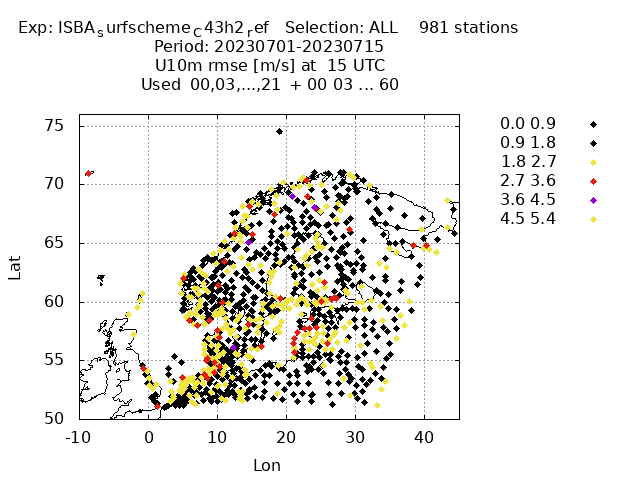 Exp: ISBAsurfschemeC43h2ref   Selection: ALL    981 stations
Period: 20230701-20230715
U10m rmse [m/s] at  15 UTC
Used  00,03,...,21  + 00 03 ... 60
0.0 0.9
0.9 1.8
1.8 2.7
2.7 3.6
3.6 4.5
4.5 5.4
75
70
65
60
55
50
Lat
-10 0 10 20 30 40
Lon